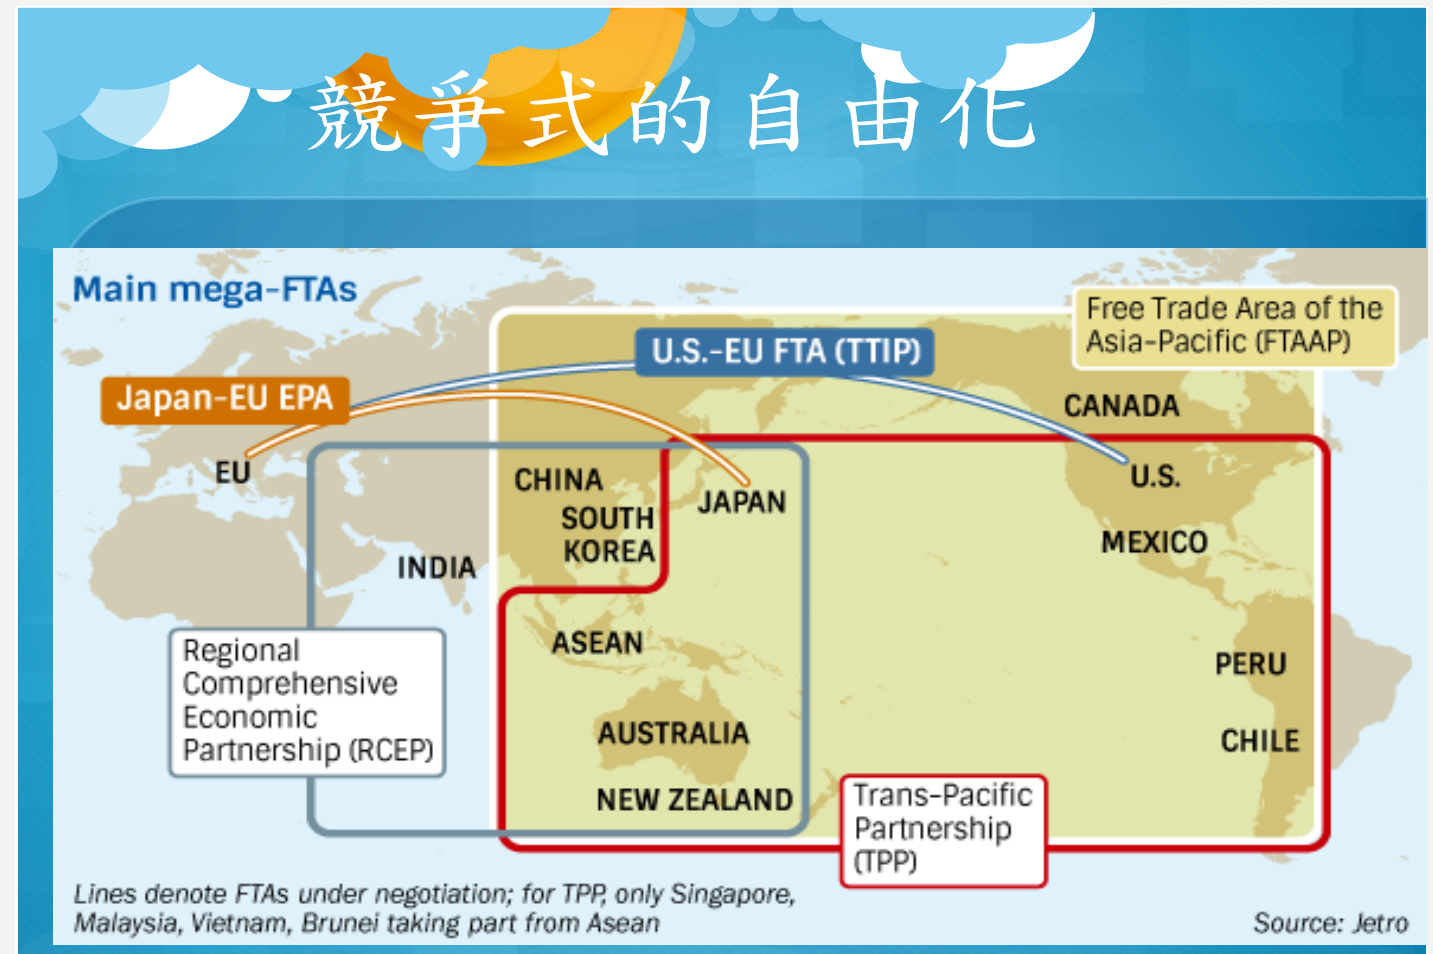 競爭式的自由化
Main mega-FTAs
Free Trade Area of the
Asia-Pacific (FTAAP)
U.S.-EU FTA (TTIP)
Japan-EU EPA
CANADA
EU
CHINA
JAPAN
U.S.
SOUTH
KOREA
MEXICO
INDIA
ASEAN
Regional
Comprehensive
Economic
Partnership (RCEP)
PERU
AUSTRALIA
CHILE
NEW ZEALAND
Trans-Pacific
Partnership
(TPP)
Lines denote FTAs under negotiation; for TPP, only Singapore,
Malaysia, Vietnam, Brunei taking part from Asean
Source: Jetro